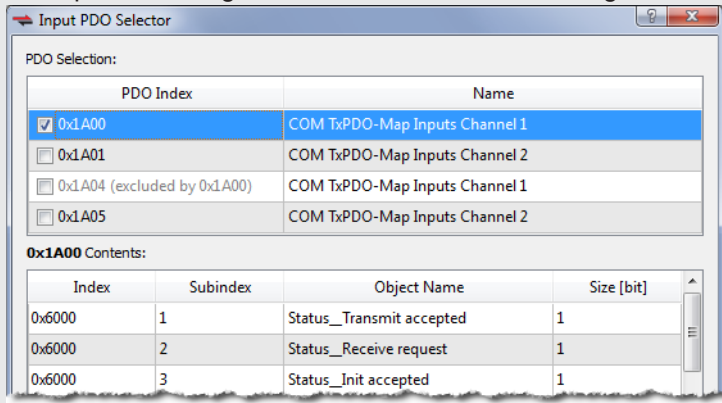 Input PDO Selector
PDO Selection:
PDO Index Name
0x1A00 COM TxPDO-Map Inputs Channel 1
0x1A01 COM TxPDO-Map Inputs Channel 2
0x1A04 (excluded by 0x1A00) COM TxPDO-Map Inputs Channel 1
0x1A05 COM TxPDO-Map Inputs Channel 2
0x1A00 Contents:
Index Subindex Object Name Size [bit]
0x6000 1 Status__Transmit accepted 1
0x6000 2 Status__Receive request 1
0x6000 3 Status__Init accepted 1